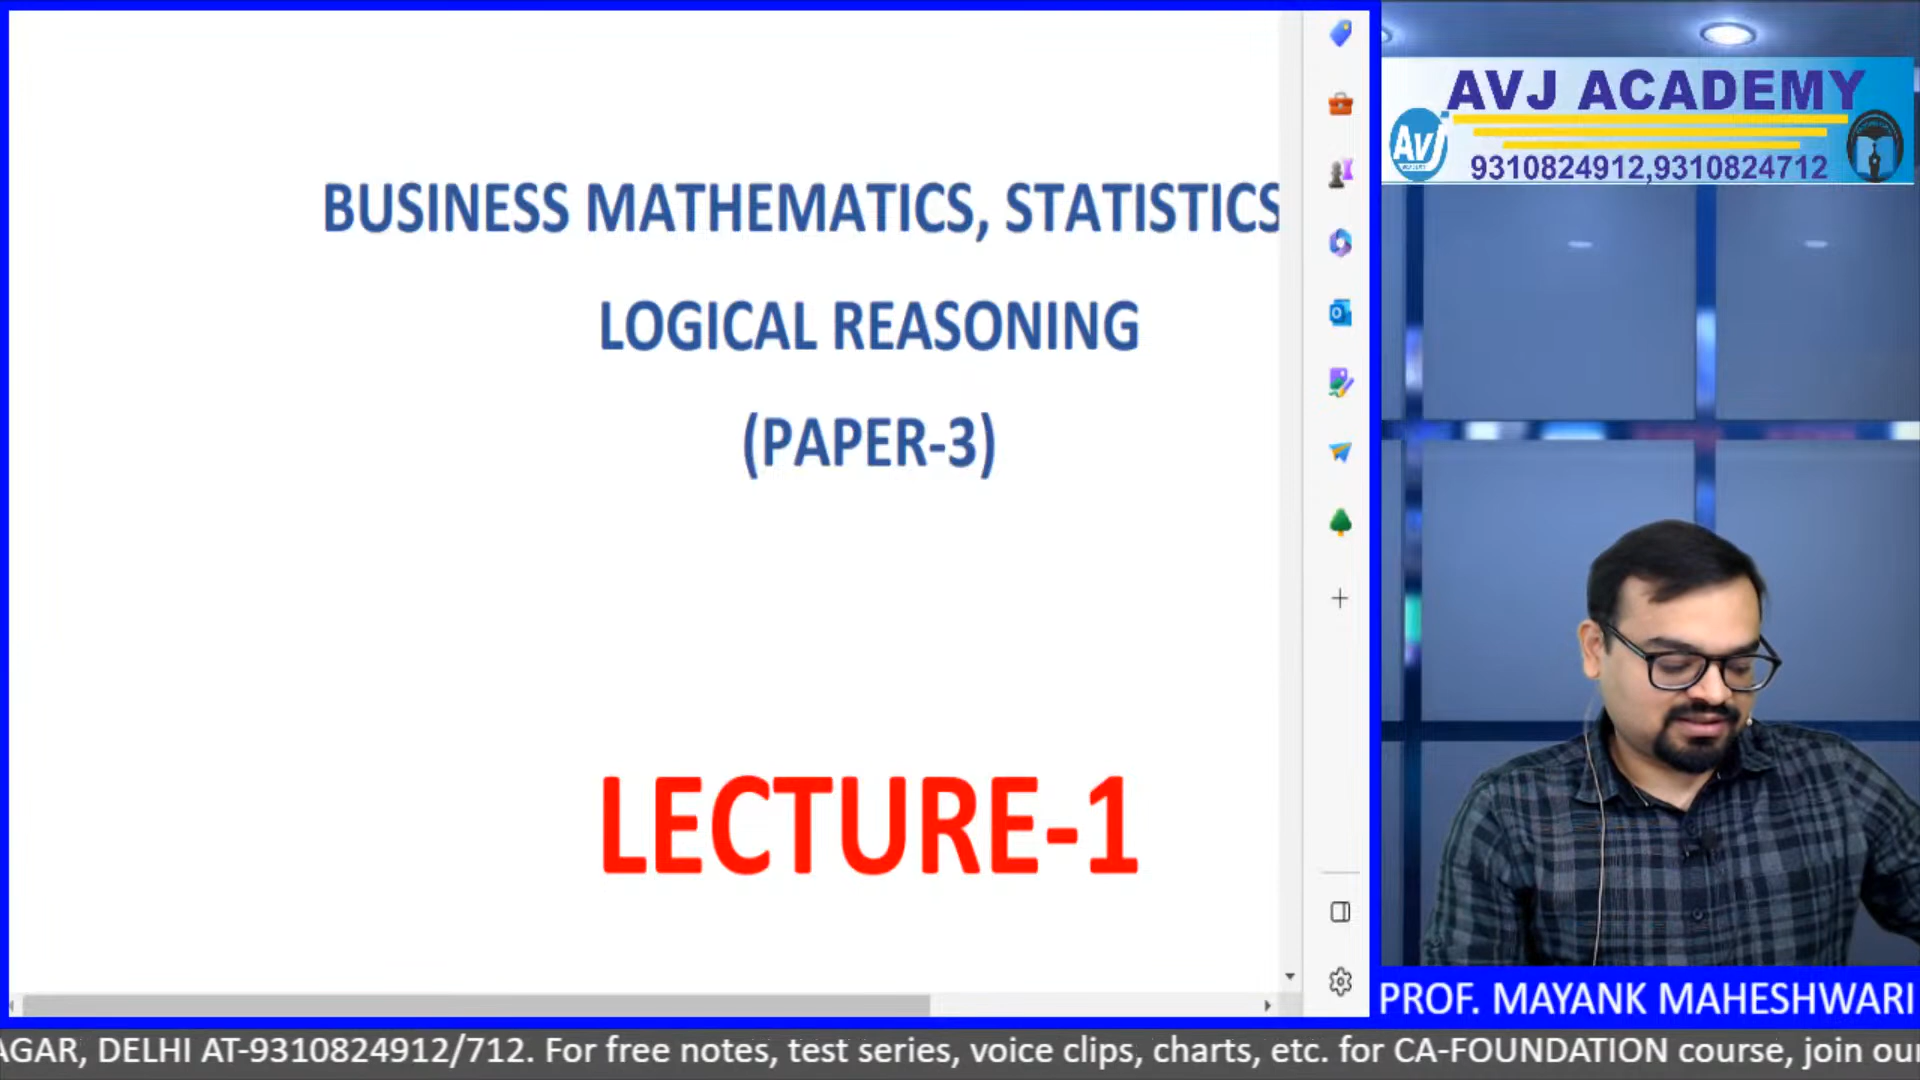 BUSINESS MATHEMATICS, STATISTICS
LOGICAL REASONING
(PAPER-3)
LECTURE-1
AVJ ACADEMY
AVJ
9310824912,9310824712
PROF. MAYANK MAHESHWARI
AGAR, DELHI AT-9310824912/712. For free notes, test series, voice clips, charts, etc. for CA-FOUNDATION course, join our